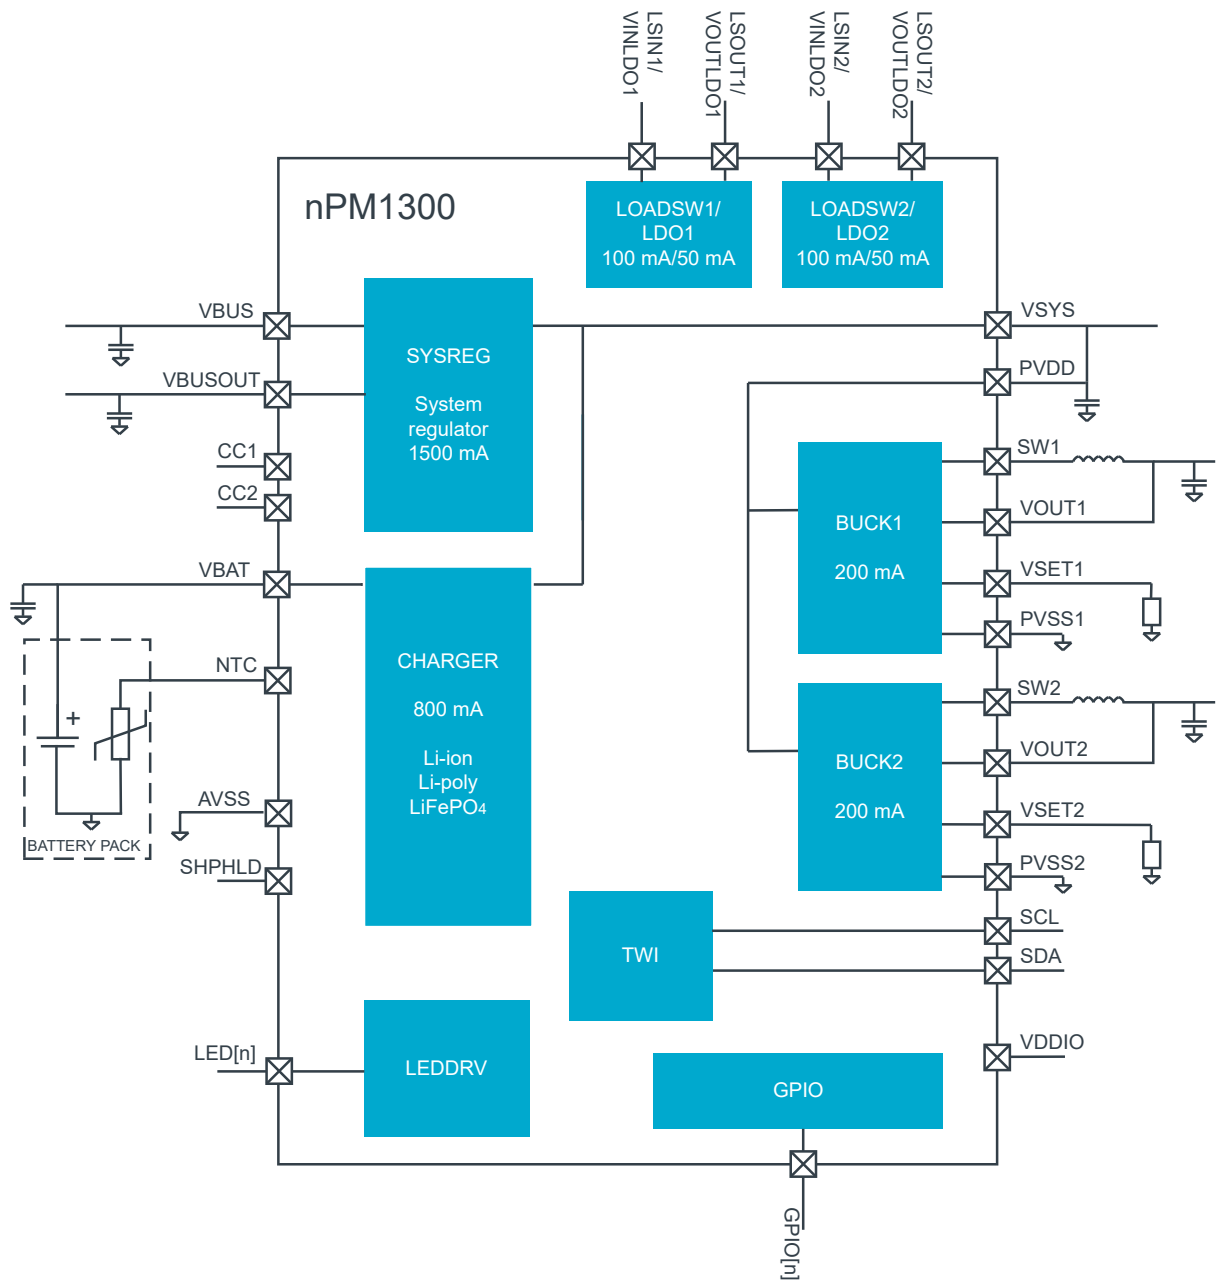 LSIN1/
VINLDO1
LSOUT1/
VOUTLDO1
LSIN2/
VINLDO2
LSOUT2/
VOUTLDO2
nPM1300
LOADSW1/
LDO1
100 mA/50 mA
LOADSW2/
LDO2
100 mA/50 mA
VBUS
VBUSOUT
CC1
CC2
VBAT
NTC
AVSS
SHPHLD
LED[n]
+
BATTERY PACK
SYSREG
System
regulator
1500 mA
CHARGER
800 mA
Li-ion
Li-poly
LiFePO4
LEDDRV
TWI
GPIO
BUCK1
200 mA
BUCK2
200 mA
VSYS
PVDD
SW1
VOUT1
VSET1
PVSS1
SW2
VOUT2
VSET2
PVSS2
SCL
SDA
VDDIO
GPIO[n]